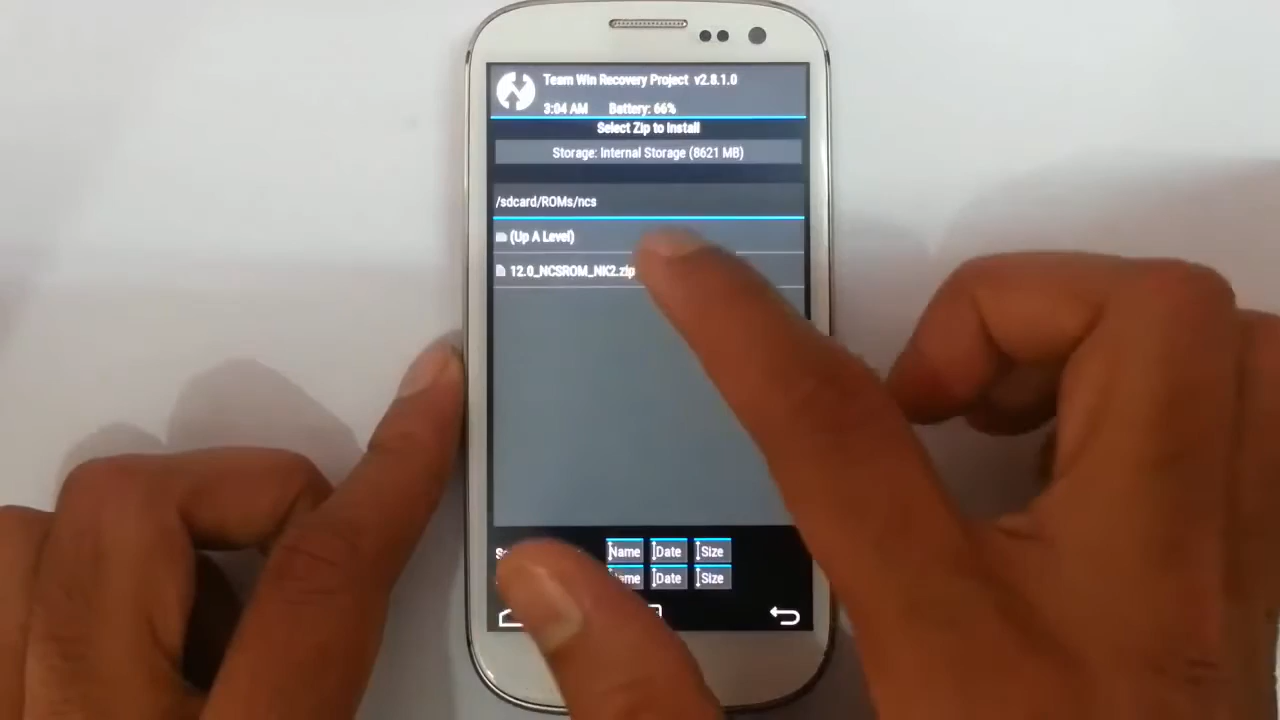 Team Win Recovery Project v2.8.1.0
3:04 AM Battery: 66%
Select Zip to Install
Storage: Internal Storage (8621 MB)
/sdcard/ROMs/ncs
(Up A Level)
12.0_NCSROM_NK2.zip
Name Date Size
Date Size